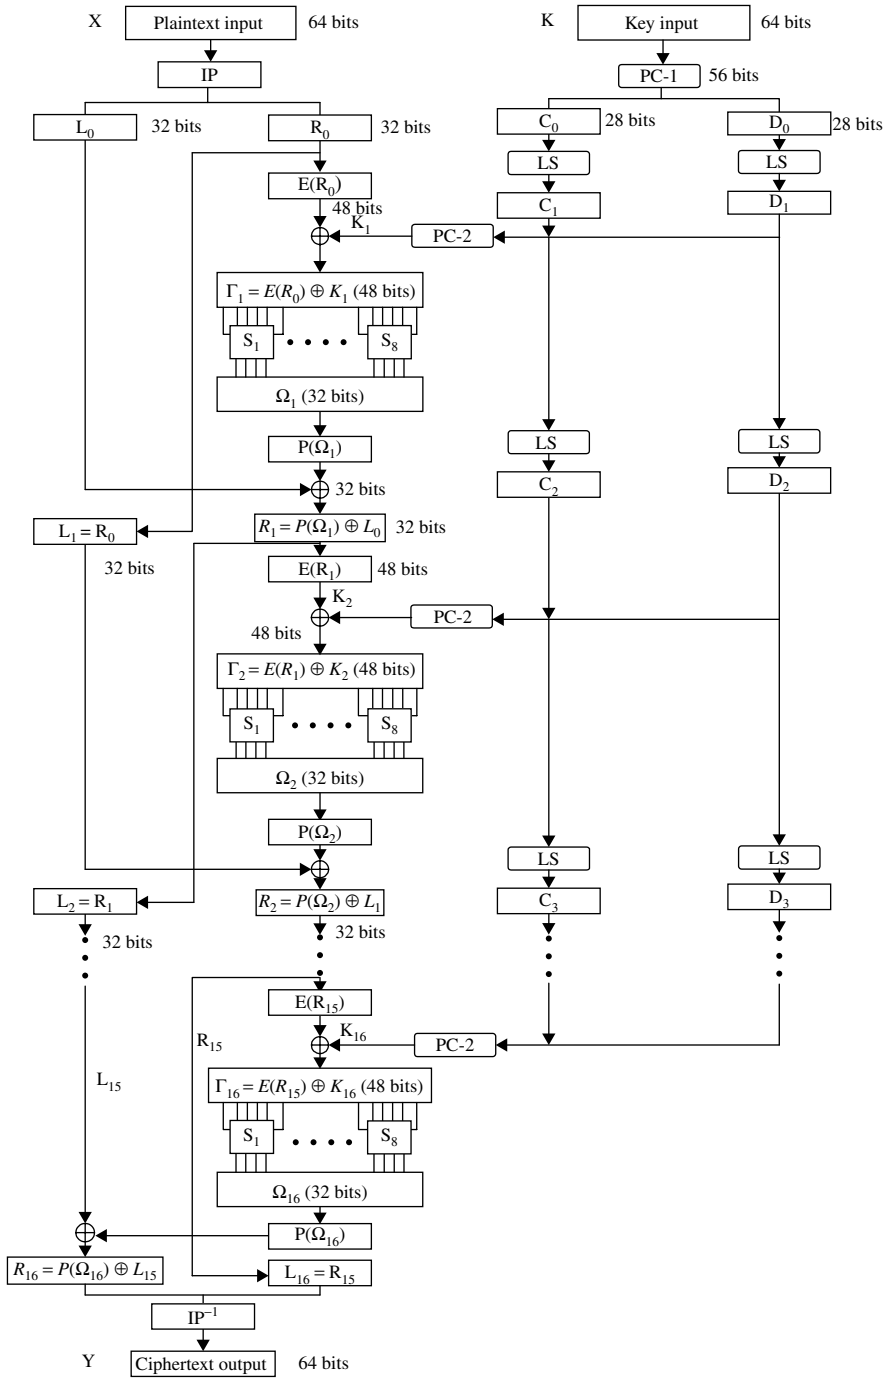 X Plaintext input 64 bits
K Key input 64 bits
IP
PC-1 56 bits
L₀ 32 bits
R₀ 32 bits
C₀ 28 bits
D₀ 28 bits
LS
LS
E(R₀)
48 bits
C₁
D₁
K₁
PC-2
Γ₁ = E(R₀) ⊕ K₁ (48 bits)
S₁ • • • • S₈
Ω₁ (32 bits)
P(Ω₁)
LS
LS
32 bits
C₂
D₂
L₁ = R₀
R₁ = P(Ω₁) ⊕ L₀ 32 bits
32 bits
E(R₁) 48 bits
K₂
PC-2
48 bits
Γ₂ = E(R₁) ⊕ K₂ (48 bits)
S₁ • • • • S₈
Ω₂ (32 bits)
P(Ω₂)
LS
LS
L₂ = R₁
R₂ = P(Ω₂) ⊕ L₁
C₃
D₃
32 bits
32 bits
E(R₁₅)
R₁₅
K₁₆
PC-2
L₁₅
Γ₁₆ = E(R₁₅) ⊕ K₁₆ (48 bits)
S₁ • • • • S₈
Ω₁₆ (32 bits)
P(Ω₁₆)
R₁₆ = P(Ω₁₆) ⊕ L₁₅
L₁₆ = R₁₅
IP⁻¹
Y Ciphertext output 64 bits